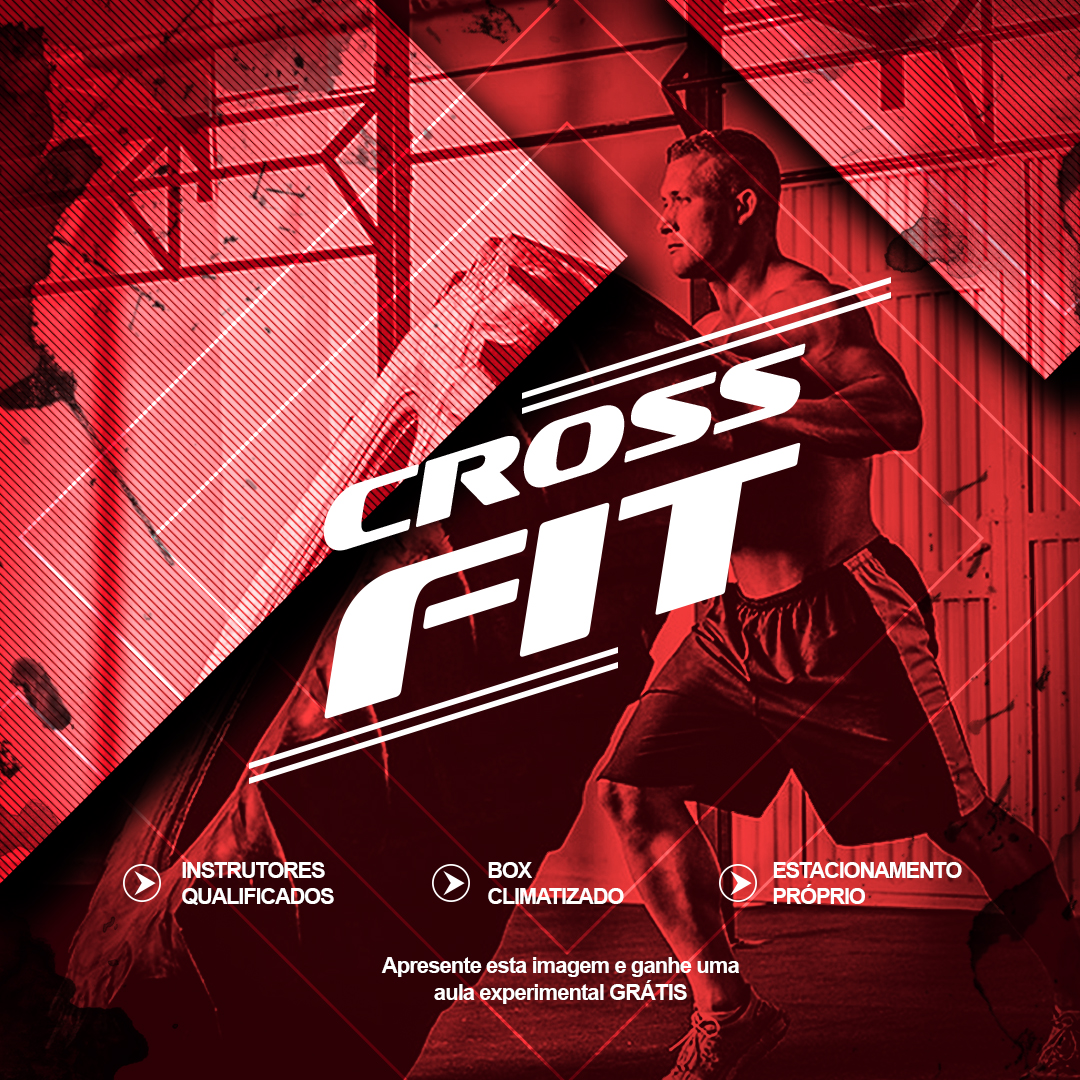 CROSS
FIT
INSTRUTORES
QUALIFICADOS
BOX
CLIMATIZADO
ESTACIONAMENTO
PRÓPRIO
Apresente esta imagem e ganhe uma
aula experimental GRÁTIS